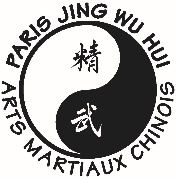 PARIS JING WU HUI
精
武
ARTS MARTIAUX CHINOIS